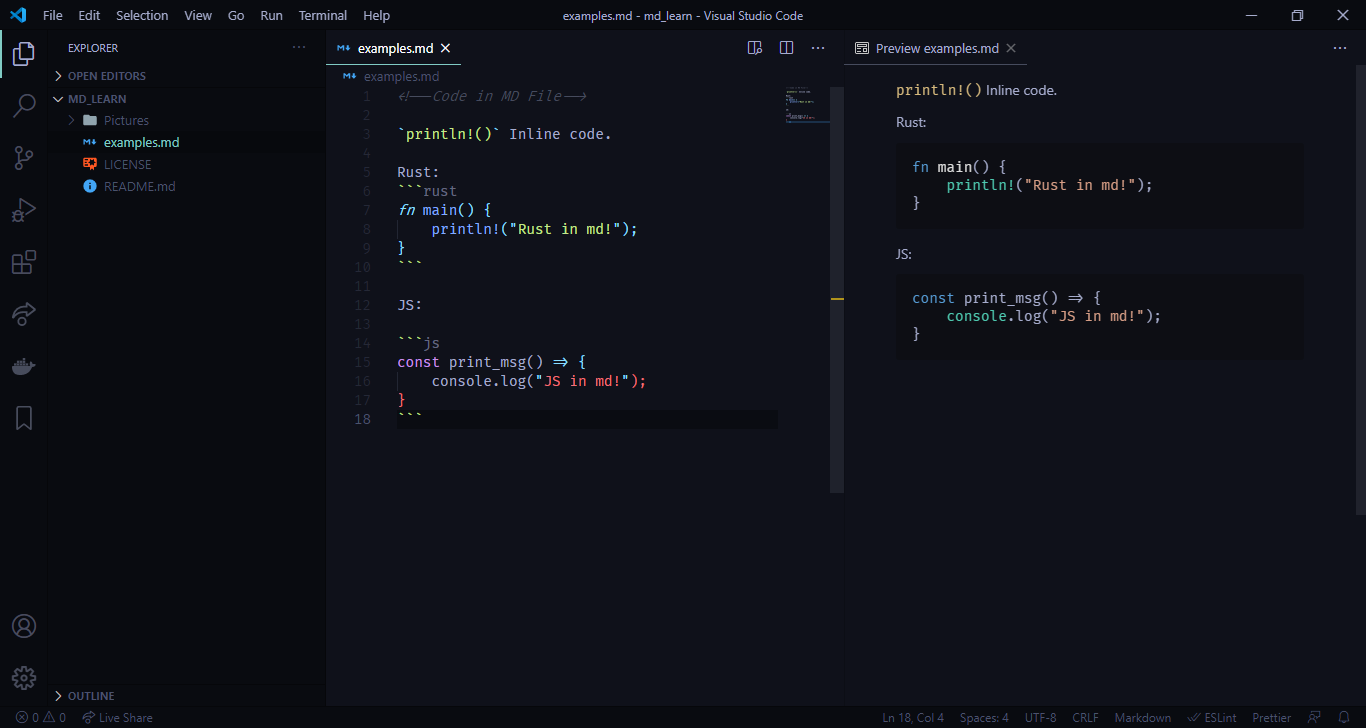 File Edit Selection View Go Run Terminal Help
examples.md - md_learn - Visual Studio Code
EXPLORER
OPEN EDITORS
MD_LEARN
Pictures
examples.md
LICENSE
README.md
OUTLINE
examples.md
examples.md
1 <!--Code in MD File-->
2
3 `println!()` Inline code.
4
5 Rust:
6 ```rust
7 fn main() {
8     println!("Rust in md!");
9 }
10 ```
11
12 JS:
13
14 ```js
15 const print_msg() => {
16     console.log("JS in md!");
17 }
18 ```
Preview examples.md
println!() Inline code.
Rust:
fn main() {
    println!("Rust in md!");
}
JS:
const print_msg() => {
    console.log("JS in md!");
}
0 0 Live Share Ln 18, Col 4 Spaces: 4 UTF-8 CRLF Markdown ESLint Prettier